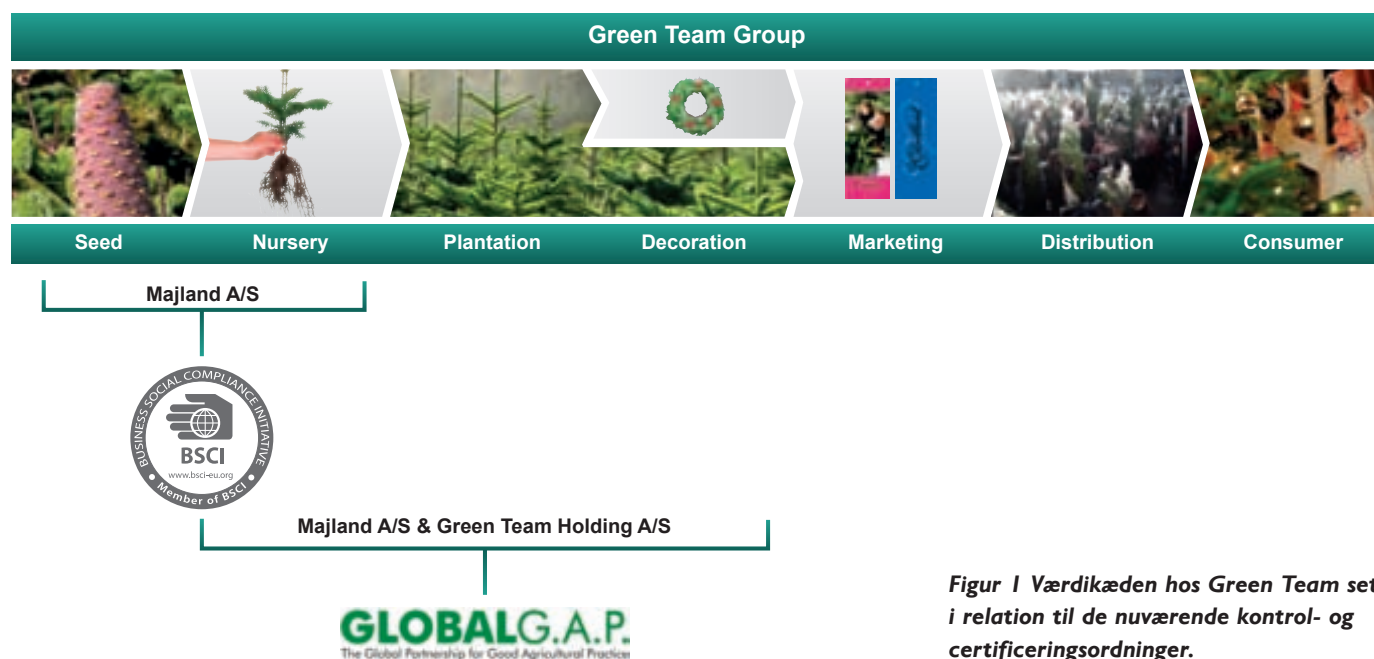 Green Team Group
Seed Nursery Plantation Decoration Marketing Distribution Consumer
Majland A/S
BUSINESS SOCIAL COMPLIANCE INITIATIVE
BSCI
www.bsci-eu.org
Member of BSCI
Majland A/S & Green Team Holding A/S
GLOBALG.A.P.
The Global Partnership for Good Agricultural Practice
Figur 1 Værdikæden hos Green Team set
i relation til de nuværende kontrol- og
certificeringsordninger.